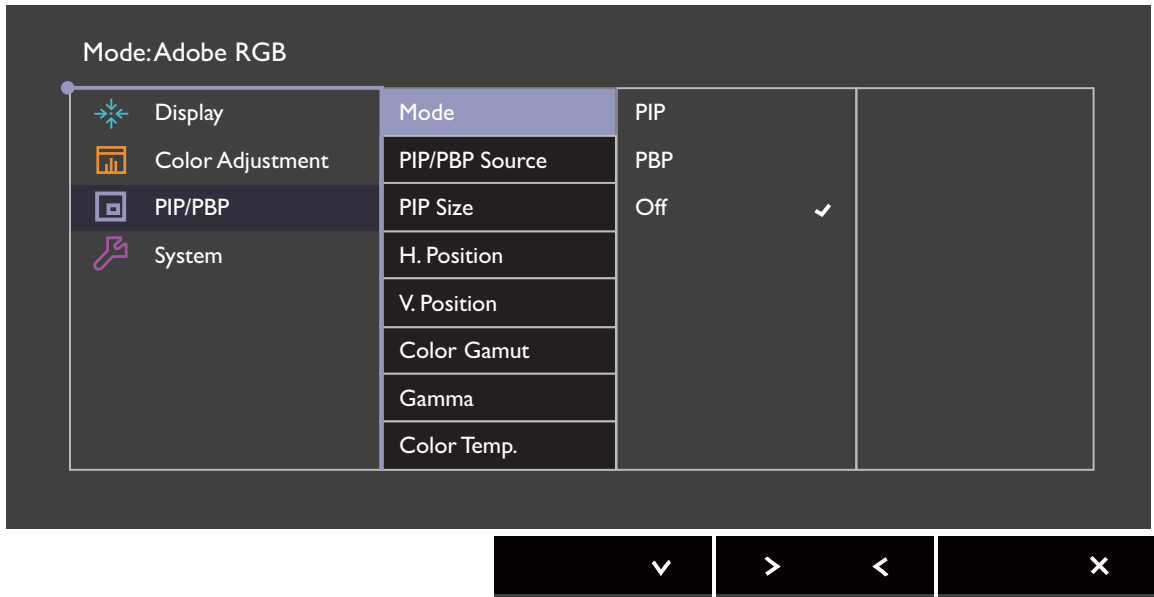 Mode: Adobe RGB
Display
Color Adjustment
PIP/PBP
System
Mode
PIP/PBP Source
PIP Size
H. Position
V. Position
Color Gamut
Gamma
Color Temp.
PIP
PBP
Off